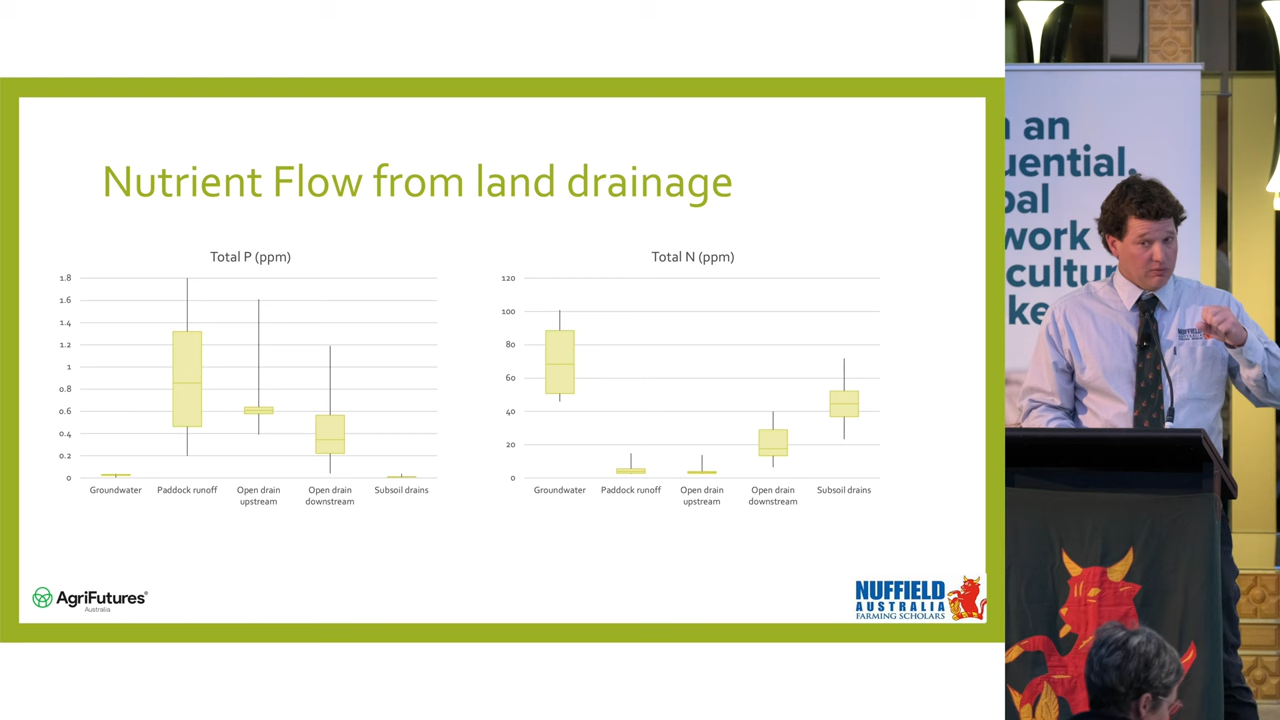 Nutrient Flow from land drainage
Total P (ppm)
1.8
1.6
1.4
1.2
1
0.8
0.6
0.4
0.2
0
Groundwater
Paddock runoff
Open drain
upstream
Open drain
downstream
Subsoil drains
Total N (ppm)
120
100
80
60
40
20
0
Groundwater
Paddock runoff
Open drain
upstream
Open drain
downstream
Subsoil drains
AgriFutures®
Australia
NUFFIELD
AUSTRALIA
FARMING SCHOLARS
an
uential.
bal
work
cultur
ke
NUFFIELD